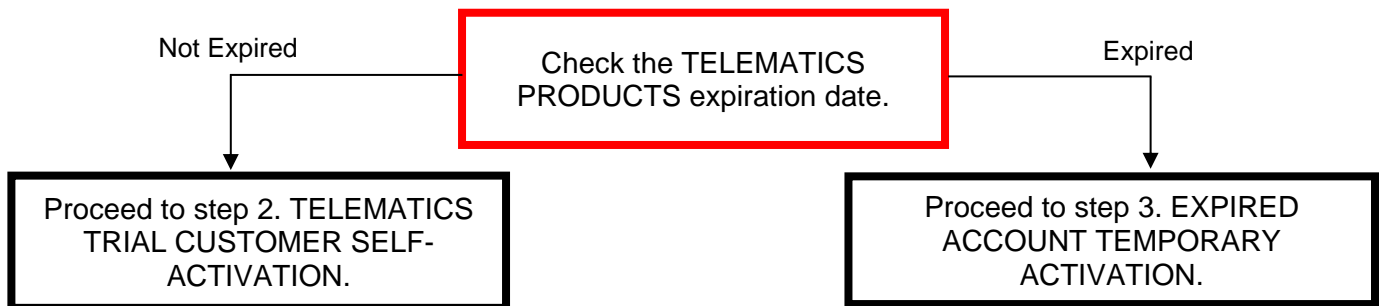 Not Expired
Check the TELEMATICS
PRODUCTS expiration date.
Expired
Proceed to step 2. TELEMATICS
TRIAL CUSTOMER SELF-
ACTIVATION.
Proceed to step 3. EXPIRED
ACCOUNT TEMPORARY
ACTIVATION.